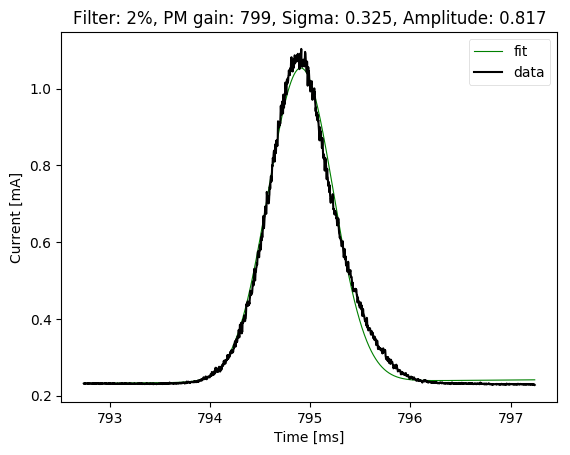 Filter: 2%, PM gain: 799, Sigma: 0.325, Amplitude: 0.817
fit
data
1.0
0.8
0.6
0.4
0.2
Current [mA]
793
794
795
796
797
Time [ms]